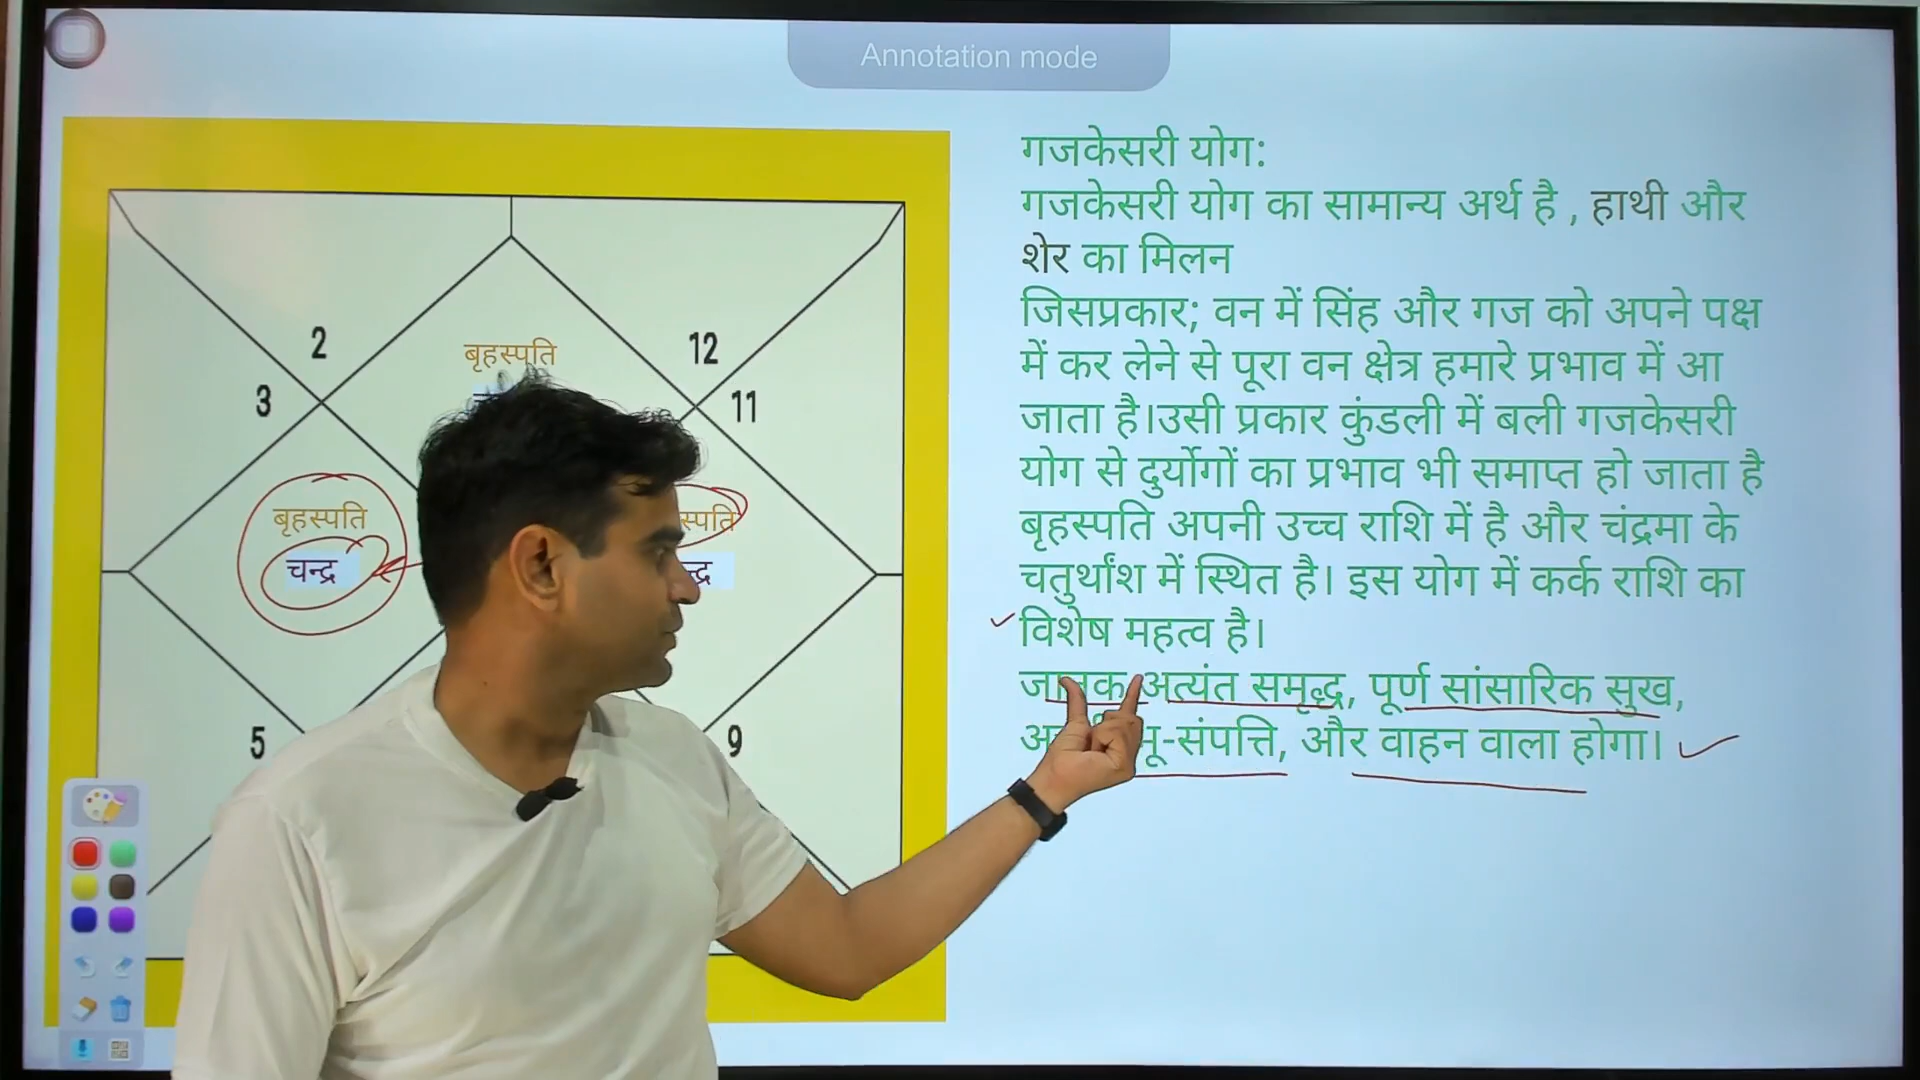 Annotation mode
गजकेसरी योग:
गजकेसरी योग का सामान्य अर्थ है , हाथी और
शेर का मिलन
जिसप्रकार; वन में सिंह और गज को अपने पक्ष
में कर लेने से पूरा वन क्षेत्र हमारे प्रभाव में आ
जाता है।उसी प्रकार कुंडली में बली गजकेसरी
योग से दुर्योगों का प्रभाव भी समाप्त हो जाता है
बृहस्पति अपनी उच्च राशि में है और चंद्रमा के
चतुर्थांश में स्थित है। इस योग में कर्क राशि का
विशेष महत्व है।
अत्यंत समृद्ध, पूर्ण सांसारिक सुख,
भू-संपत्ति, और वाहन वाला होगा।
2
बृहस्पति
12
3
11
बृहस्पति
चन्द्र
5
9